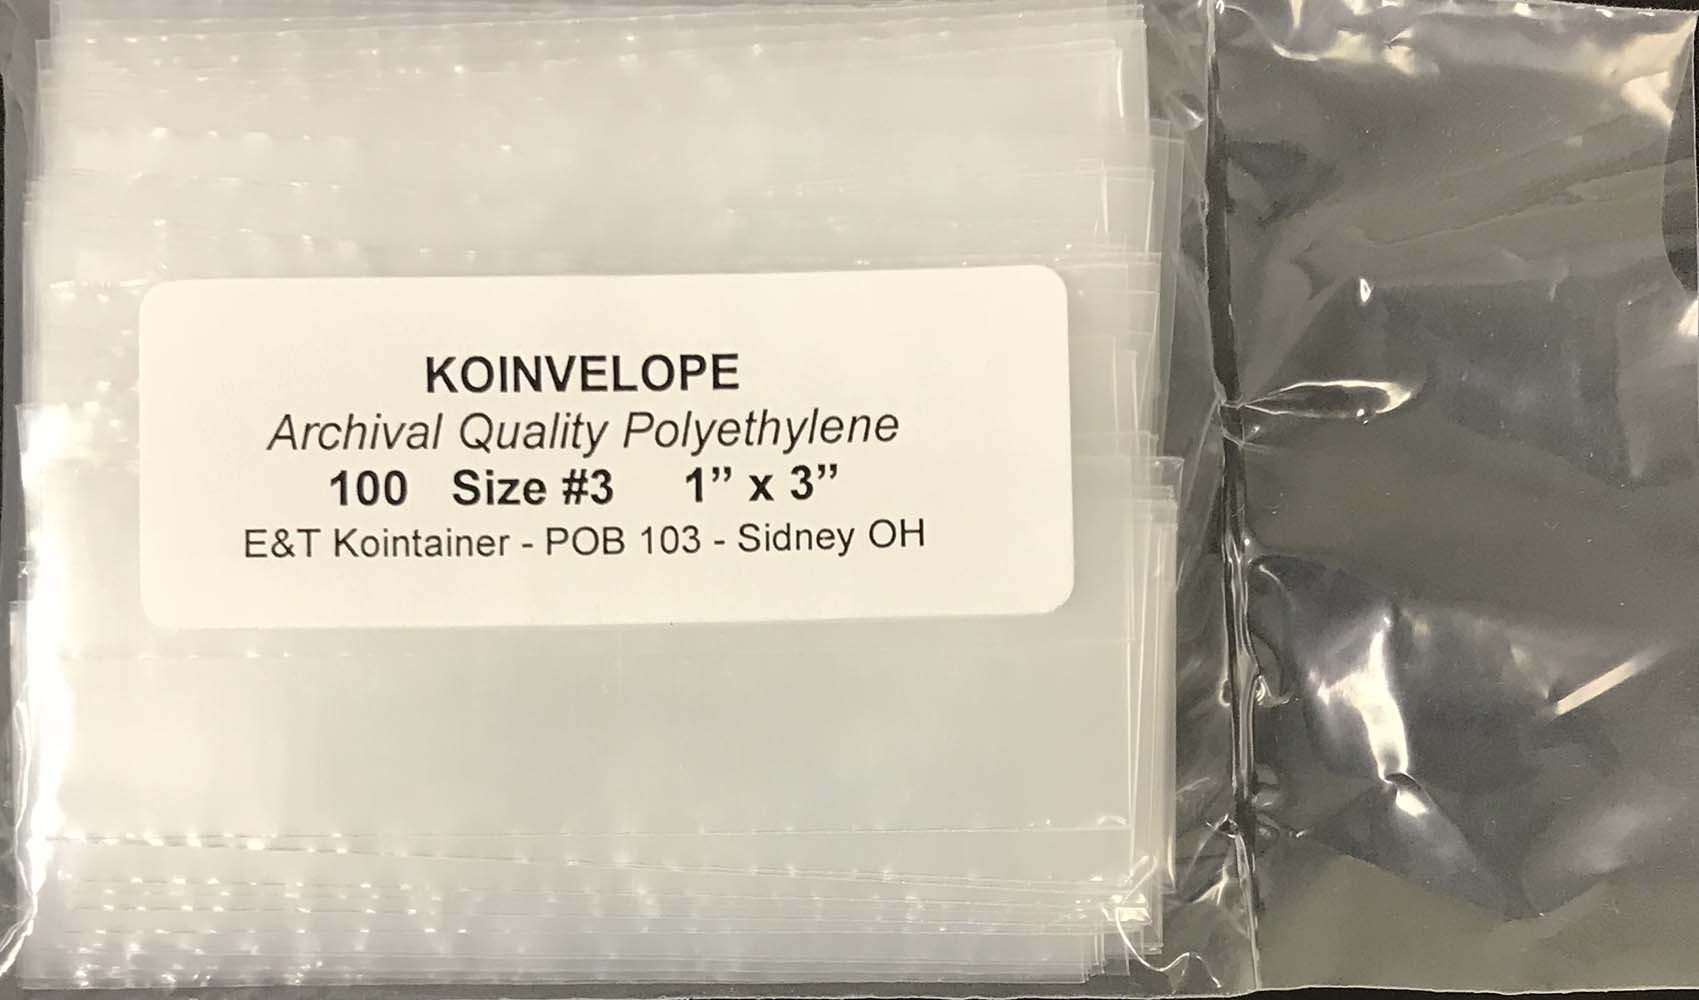 KOINVELOPE
Archival Quality Polyethylene
100 Size #3 1” x 3”
E&T Kointainer - POB 103 - Sidney OH